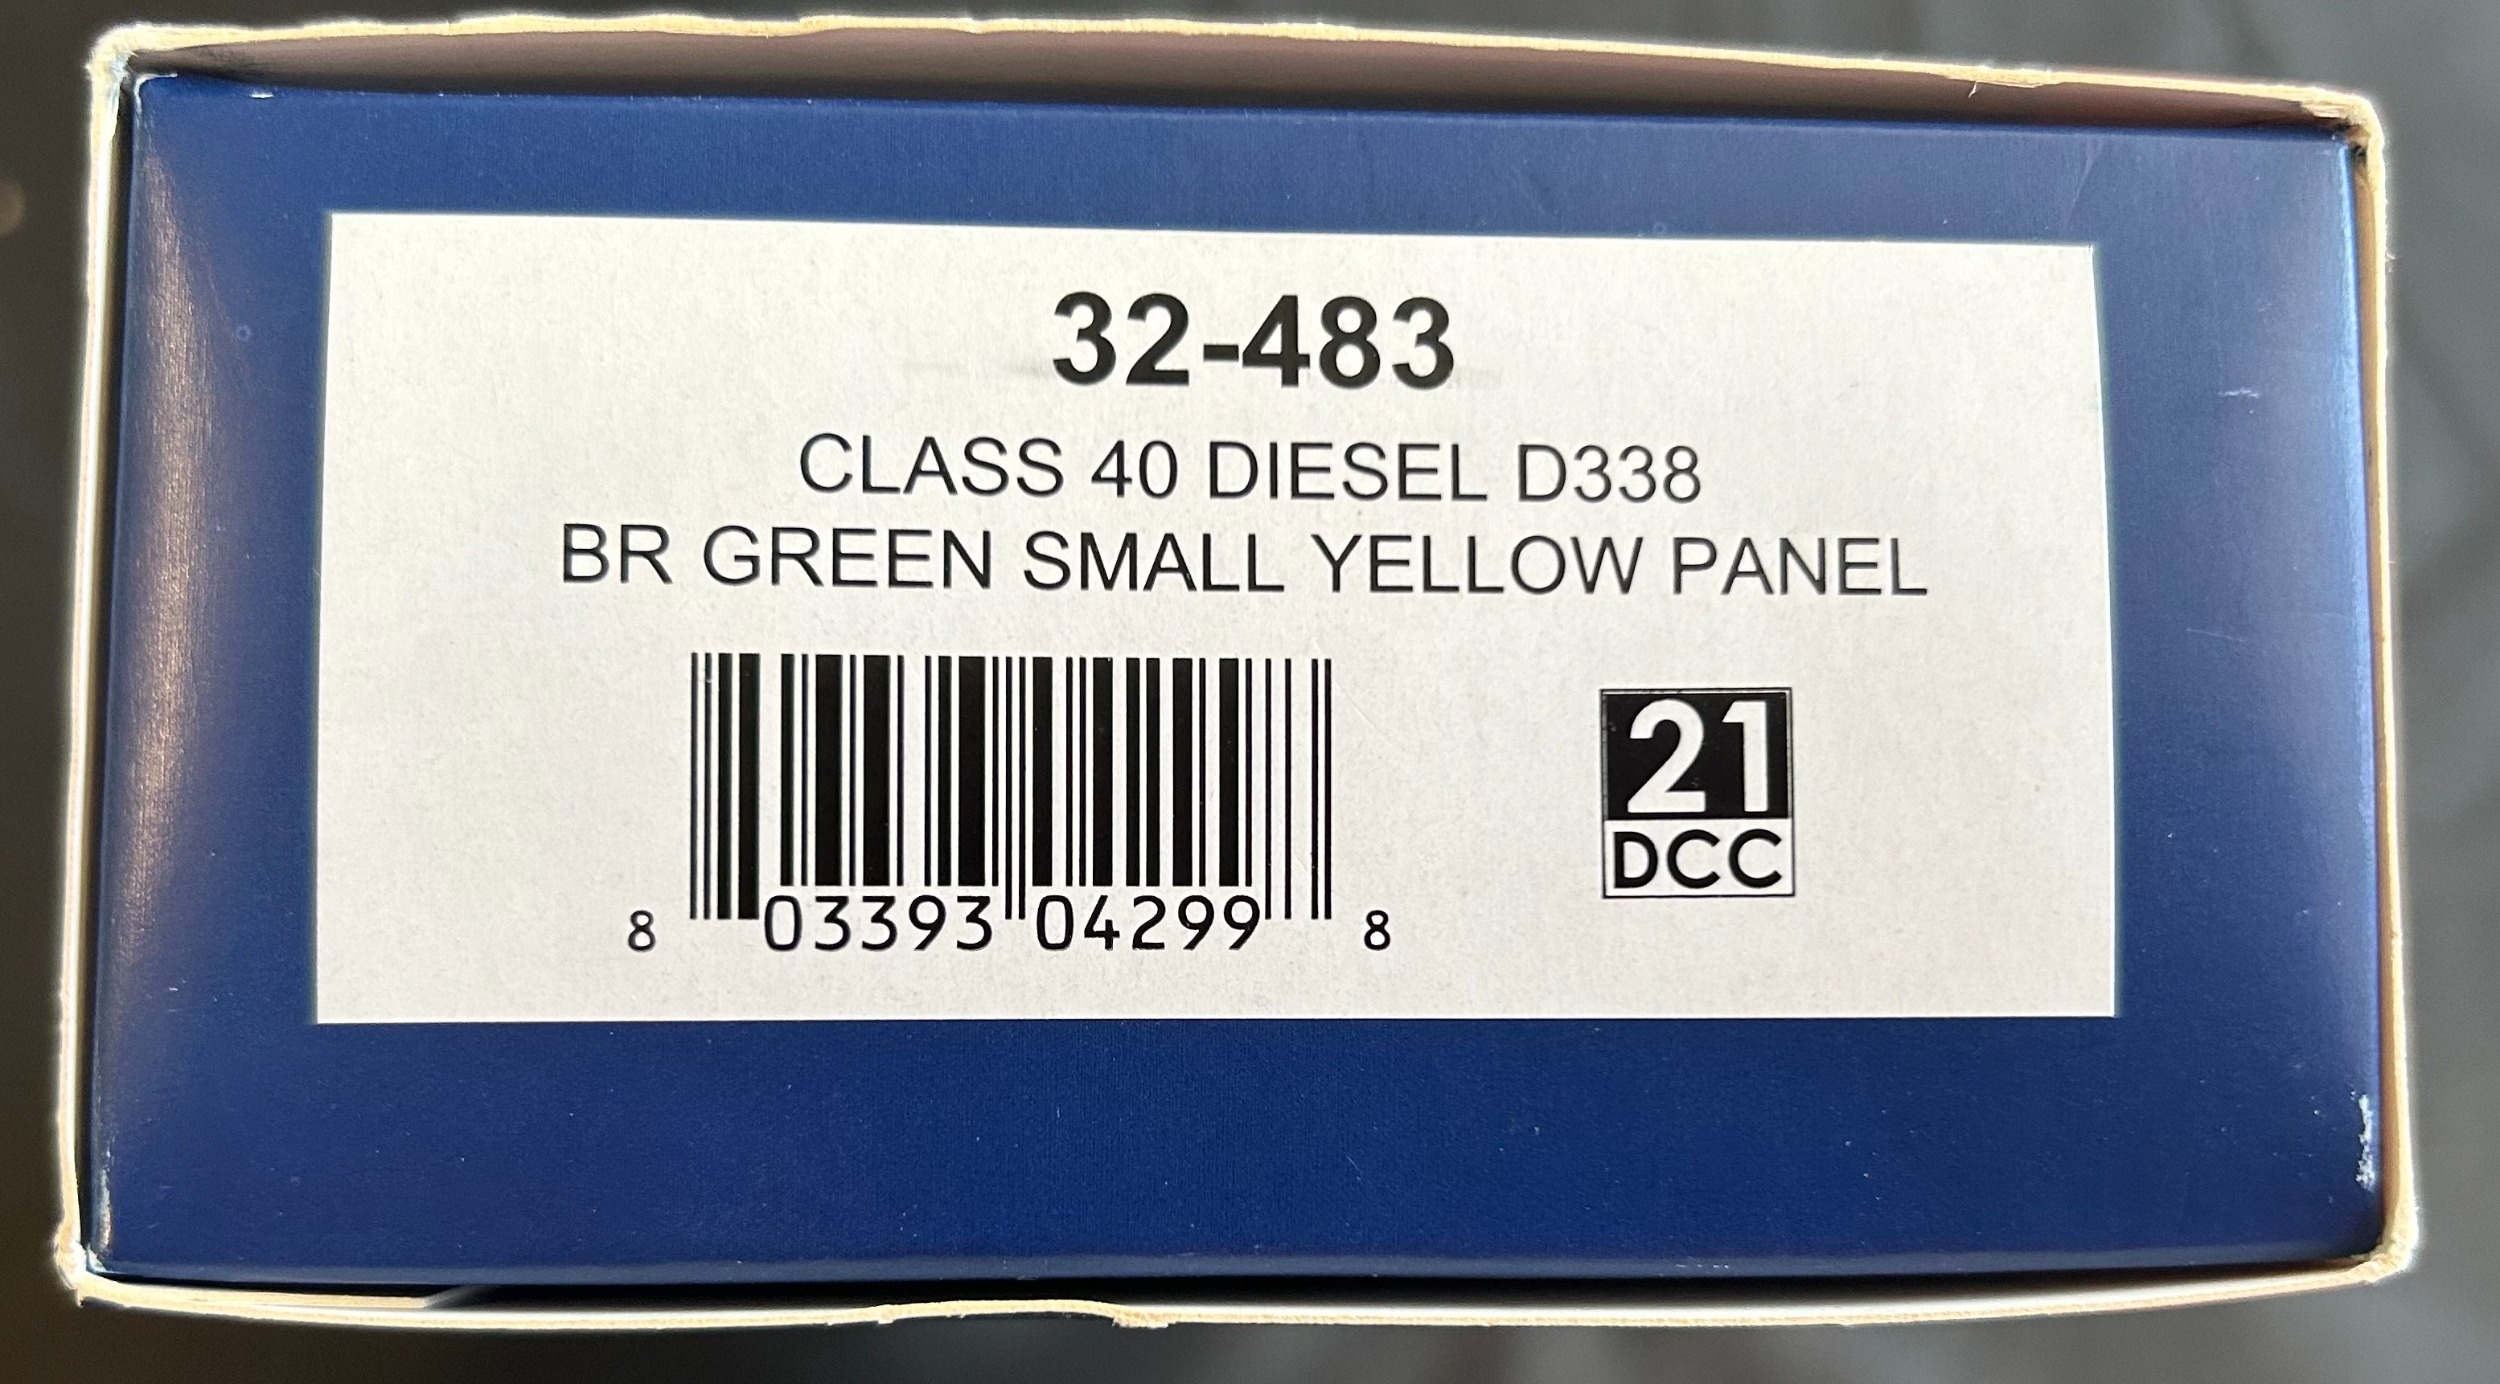 32-483
CLASS 40 DIESEL D338
BR GREEN SMALL YELLOW PANEL
8 03393 04299 8
21
DCC